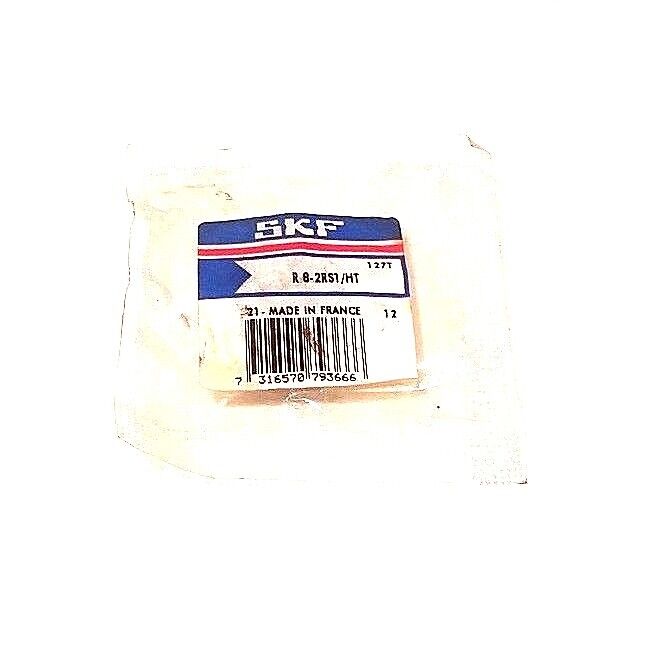 SKF
127T
R 8-2RS1/HT
21- MADE IN FRANCE 12
7 316570 793666